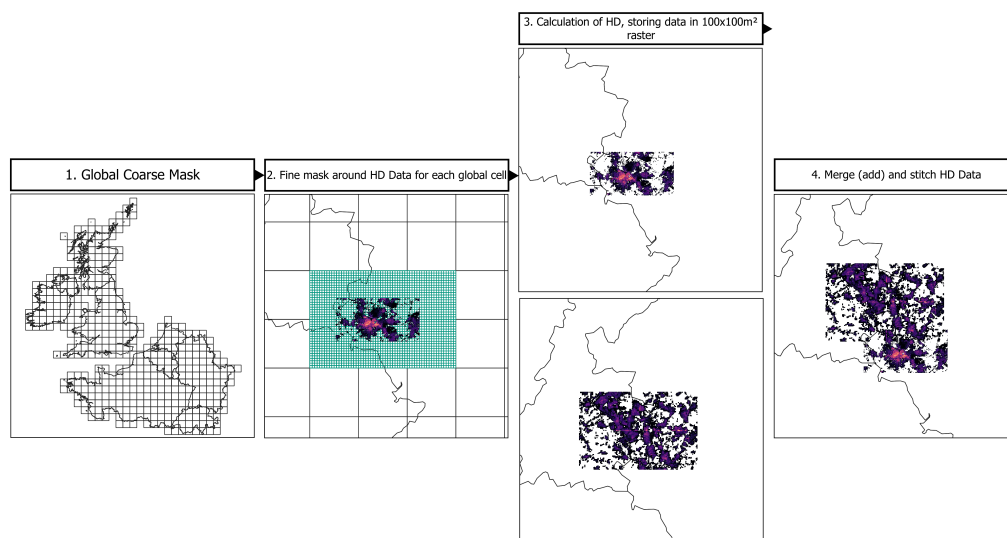 1. Global Coarse Mask
2. Fine mask around HD Data for each global cell
3. Calculation of HD, storing data in 100x100m²
raster
4. Merge (add) and stitch HD Data